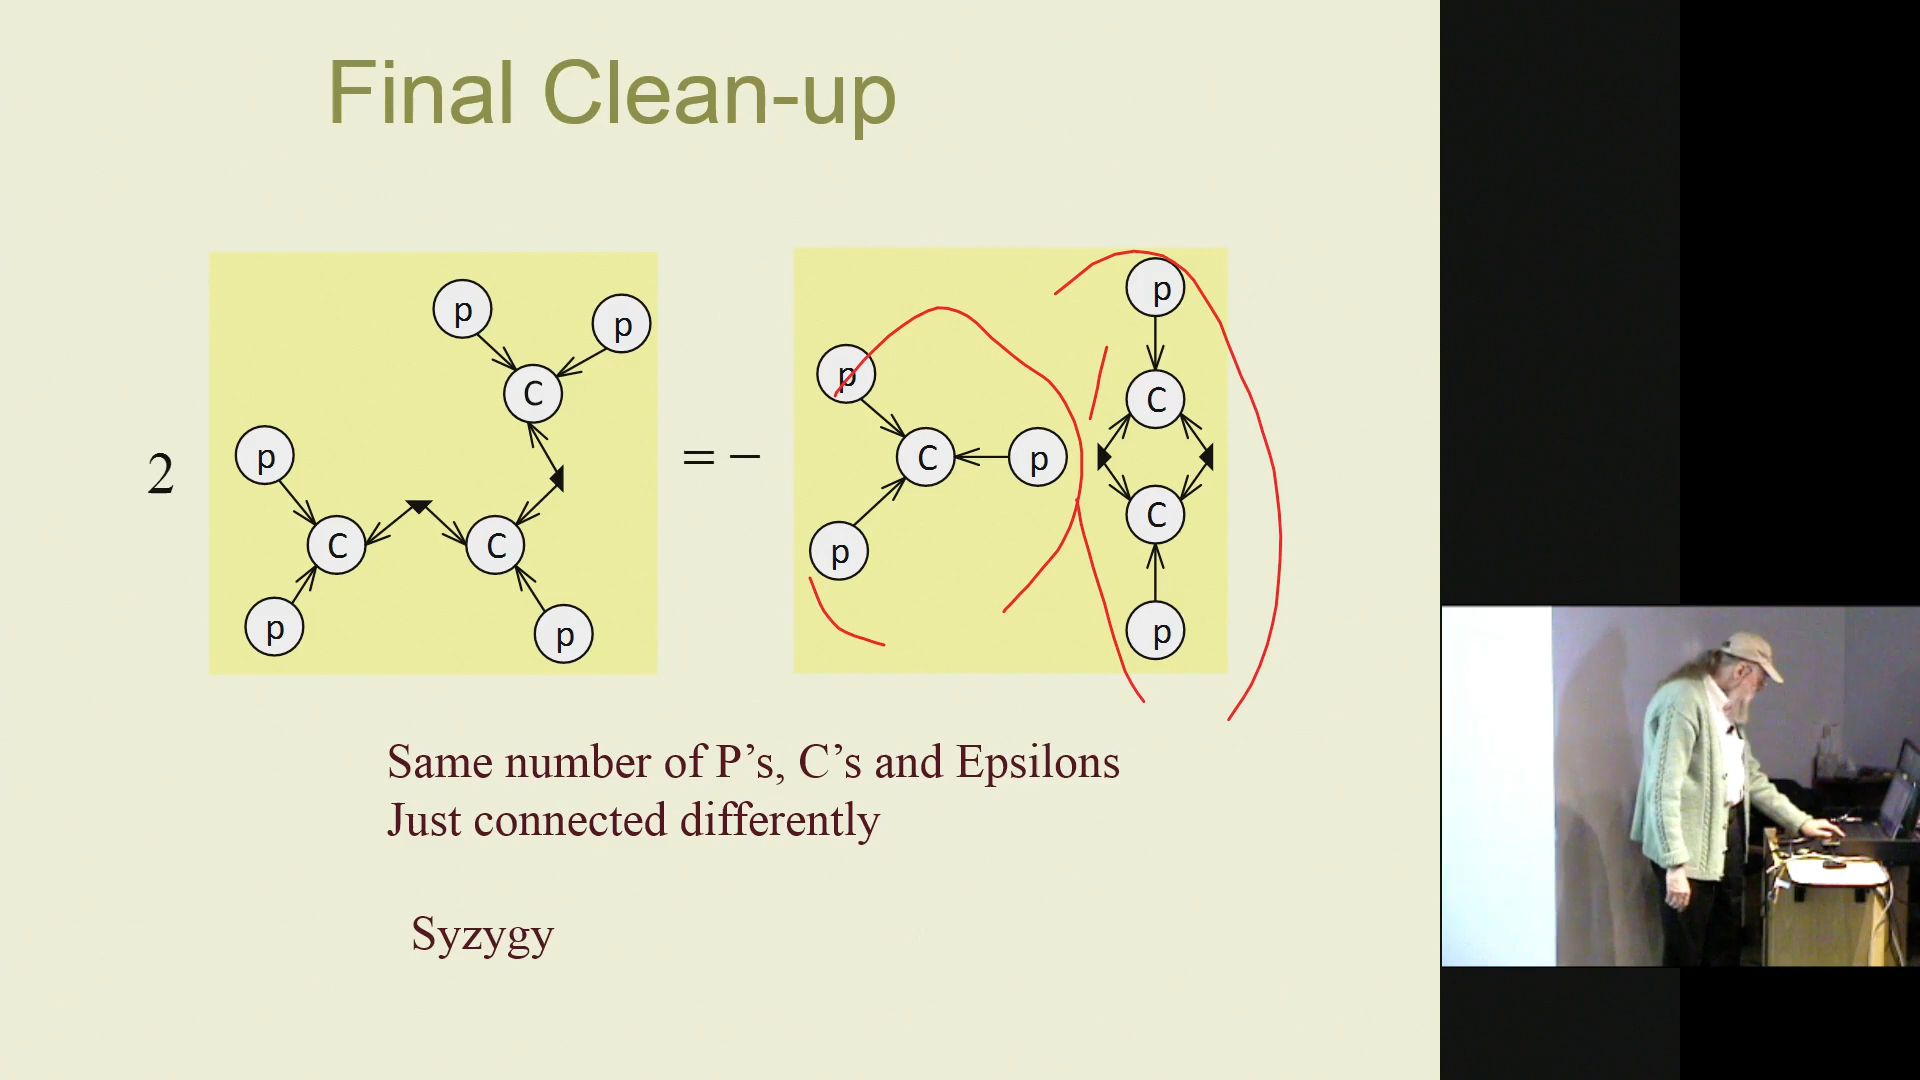 Final Clean-up
2
p
p
C
p
C
C
p
p
= −
p
C
p
p
p
C
C
p
Same number of P’s, C’s and Epsilons
Just connected differently
Syzygy